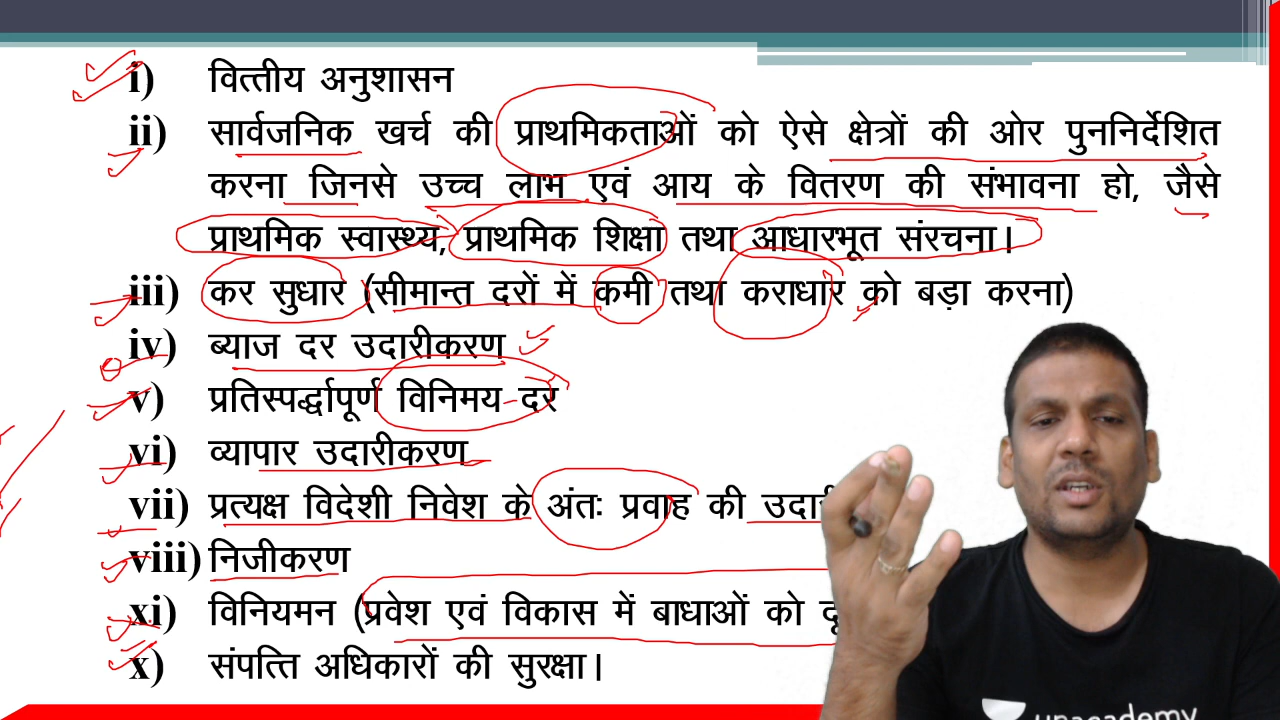 i) वित्तीय अनुशासन
ii) सार्वजनिक खर्च की प्राथमिकताओं को ऐसे क्षेत्रों की ओर पुननिर्देशित
करना जिनसे उच्च लाभ एवं आय के वितरण की संभावना हो, जैसे
प्राथमिक स्वास्थ्य, प्राथमिक शिक्षा तथा आधारभूत संरचना।
iii) कर सुधार (सीमान्त दरों में कमी तथा कराधार को बड़ा करना)
iv) ब्याज दर उदारीकरण
v) प्रतिस्पर्द्धापूर्ण विनिमय दर
vi) व्यापार उदारीकरण
vii) प्रत्यक्ष विदेशी निवेश के अंतः प्रवाह की
viii) निजीकरण
xi) विनियमन (प्रवेश एवं विकास में बाधाओं को
x) संपत्ति अधिकारों की सुरक्षा।
unacademy